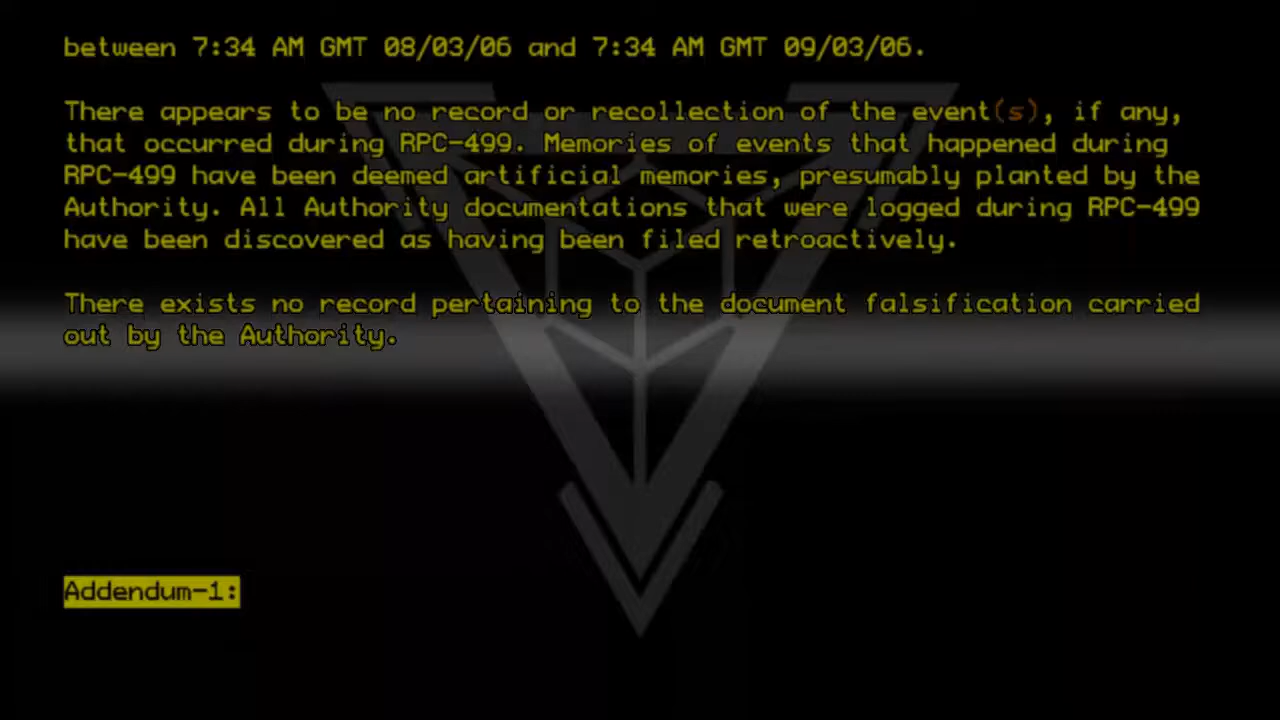 between 7:34 AM GMT 08/03/06 and 7:34 AM GMT 09/03/06.
There appears to be no record or recollection of the event(s), if any,
that occurred during RPC-499. Memories of events that happened during
RPC-499 have been deemed artificial memories, presumably planted by the
Authority. All Authority documentations that were logged during RPC-499
have been discovered as having been filed retroactively.
There exists no record pertaining to the document falsification carried
out by the Authority.
Addendum-1: